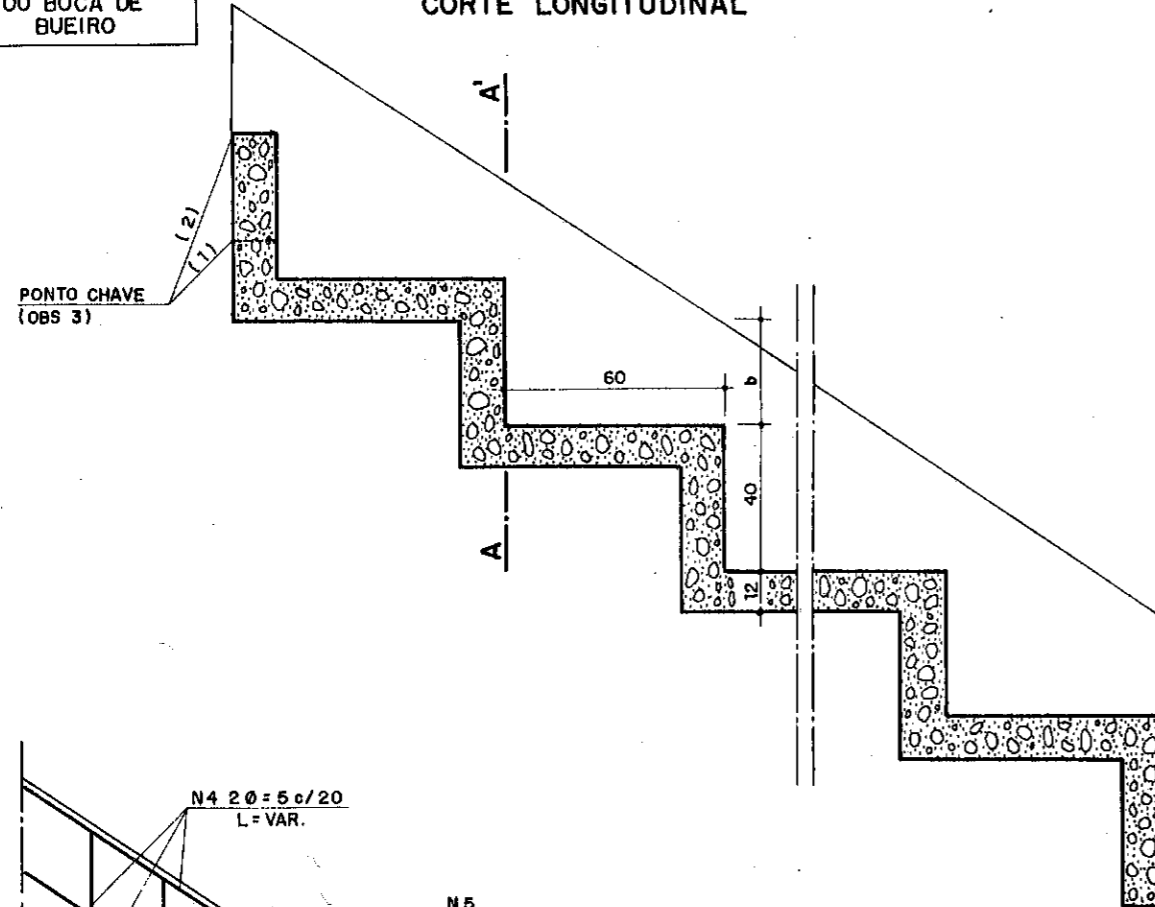 OU BOCA DE
BUEIRO
CORTE LONGITUDINAL
A'
(2)
(1)
PONTO CHAVE
(OBS 3)
60
b
40
12
A
N4 2Ø=5 c/20
L=VAR.
N5